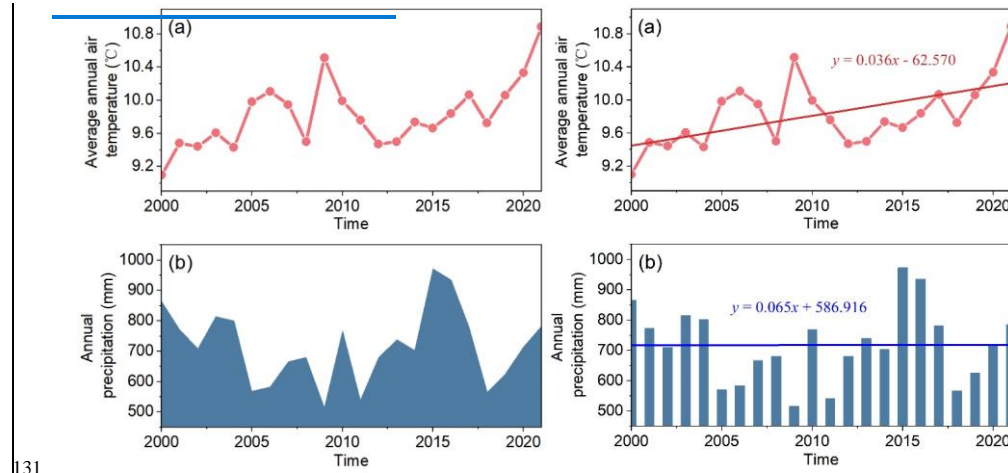 (a)
Average annual air
temperature (℃)
10.8
10.4
10.0
9.6
9.2
2000 2005 2010 2015 2020
Time
(a)
Average annual air
temperature (℃)
10.8
10.4
10.0
9.6
9.2
y = 0.036x - 62.570
2000 2005 2010 2015 2020
Time
(b)
Annual
precipitation (mm)
1000
900
800
700
600
500
2000 2005 2010 2015 2020
Time
(b)
Annual
precipitation (mm)
1000
900
800
700
600
500
y = 0.065x + 586.916
2000 2005 2010 2015 2020
Time
131